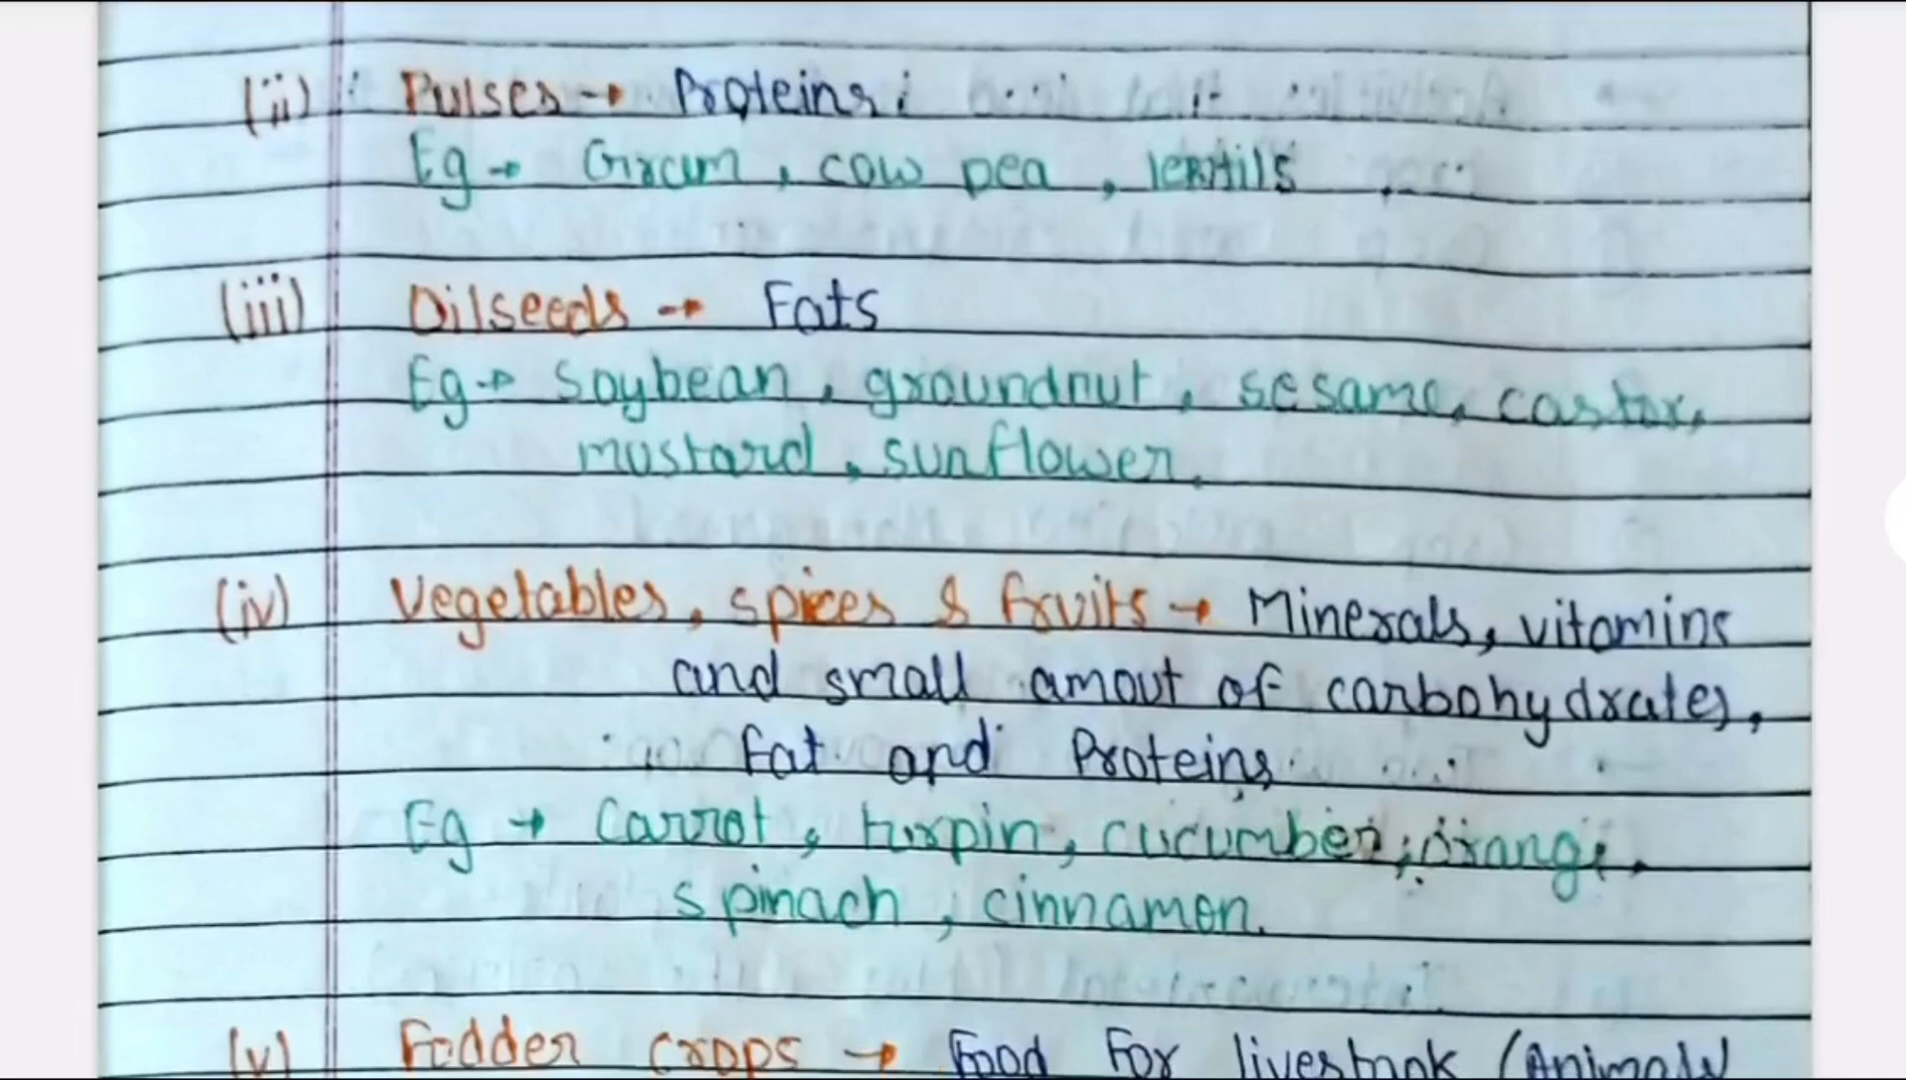 (ii) Pulses → Proteins
Eg → Gram, cow pea, lentils
(iii) Oilseeds → Fats
Eg → Soybean, groundnut, sesame, castor,
mustard, sunflower.
(iv) Vegetables, spices & fruits → Minerals, vitamins
and small amout of carbohydrates,
fat and Proteins
Eg → Carrot, turpin, cucumber, orange,
spinach, cinnamon.
(v) Fodder crops → Food For livestook (Animals)